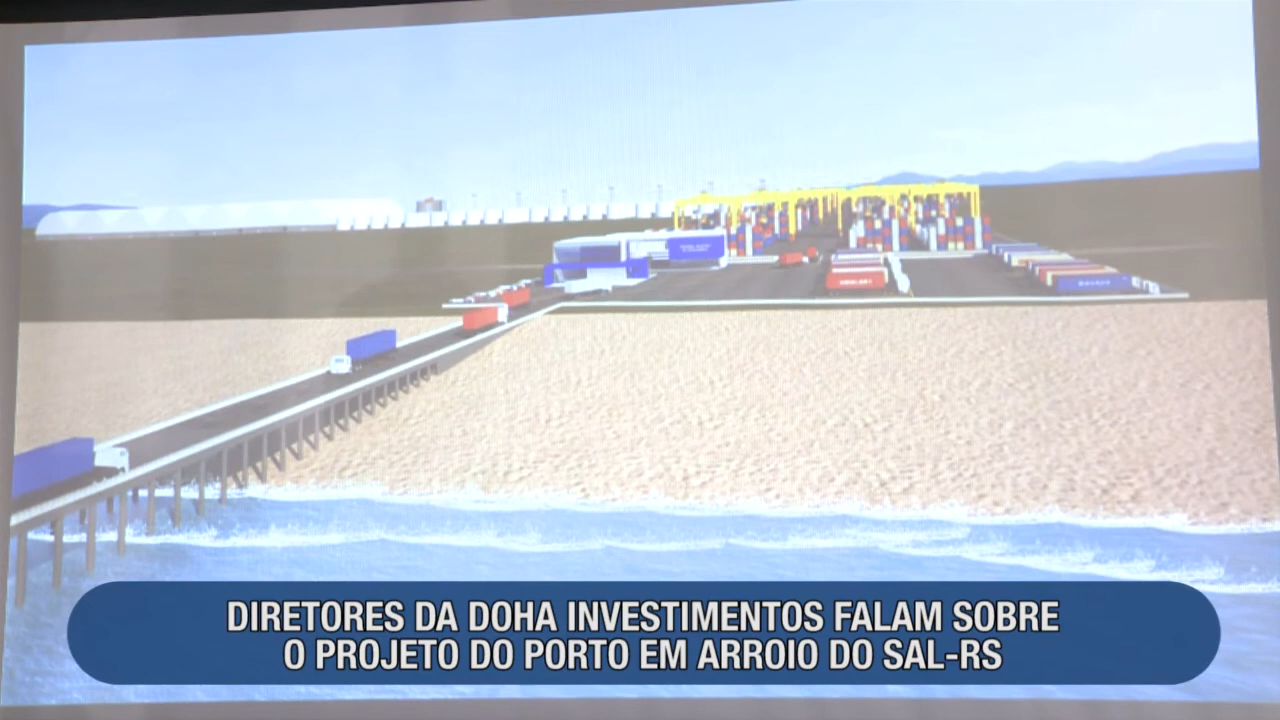 DIRETORES DA DOHA INVESTIMENTOS FALAM SOBRE
O PROJETO DO PORTO EM ARROIO DO SAL-RS